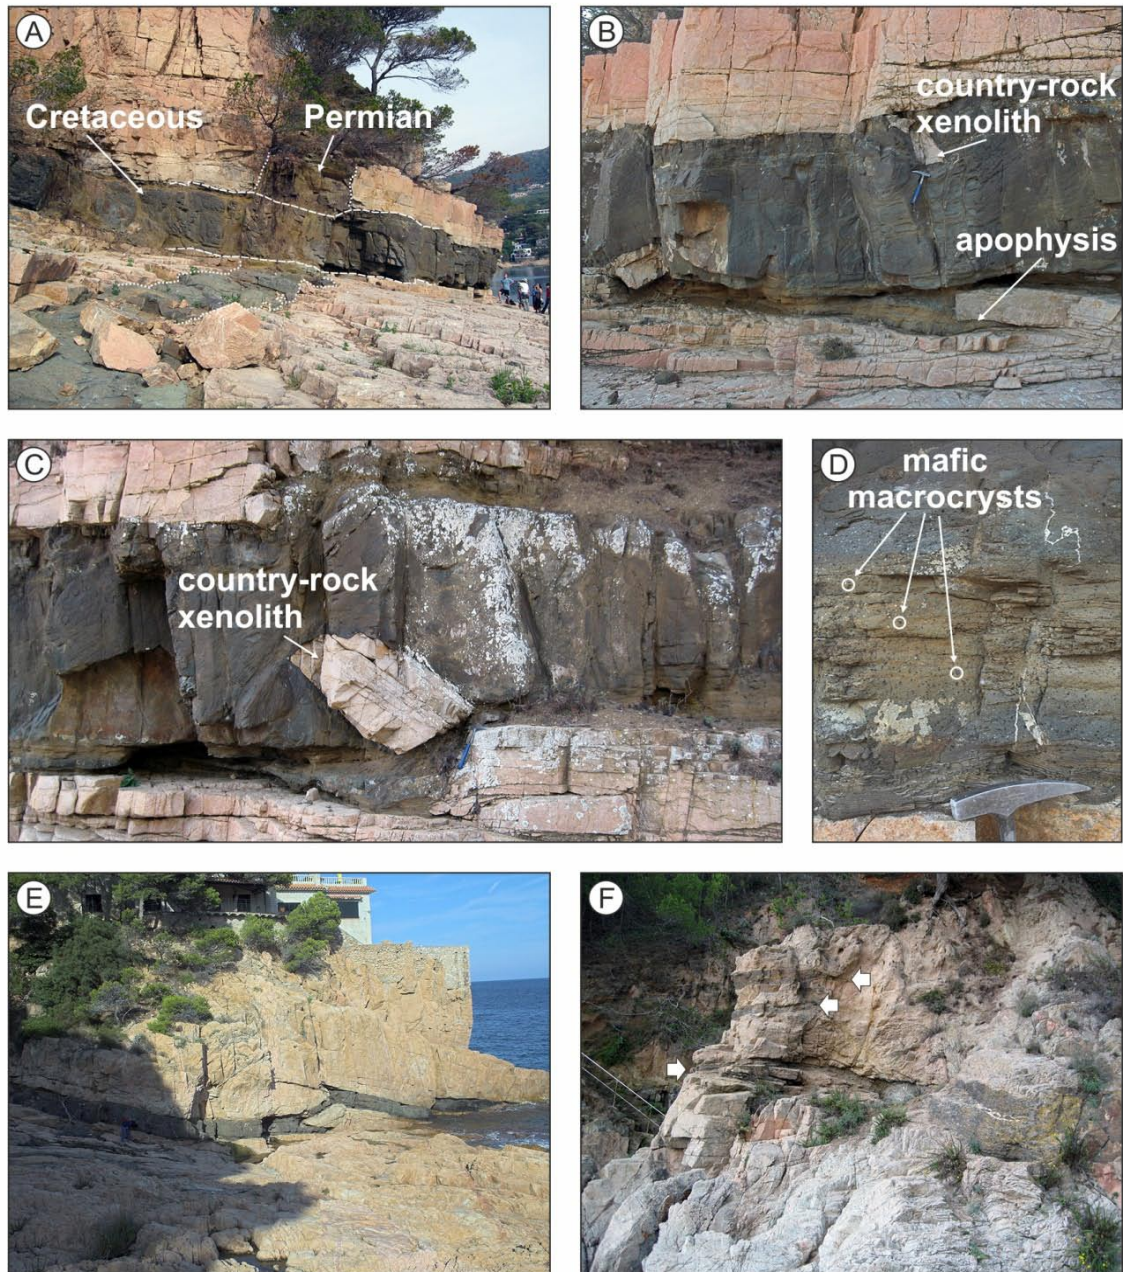 A
Cretaceous
Permian
B
country-rock
xenolith
apophysis
C
country-rock
xenolith
D
mafic
macrocrysts
E
F